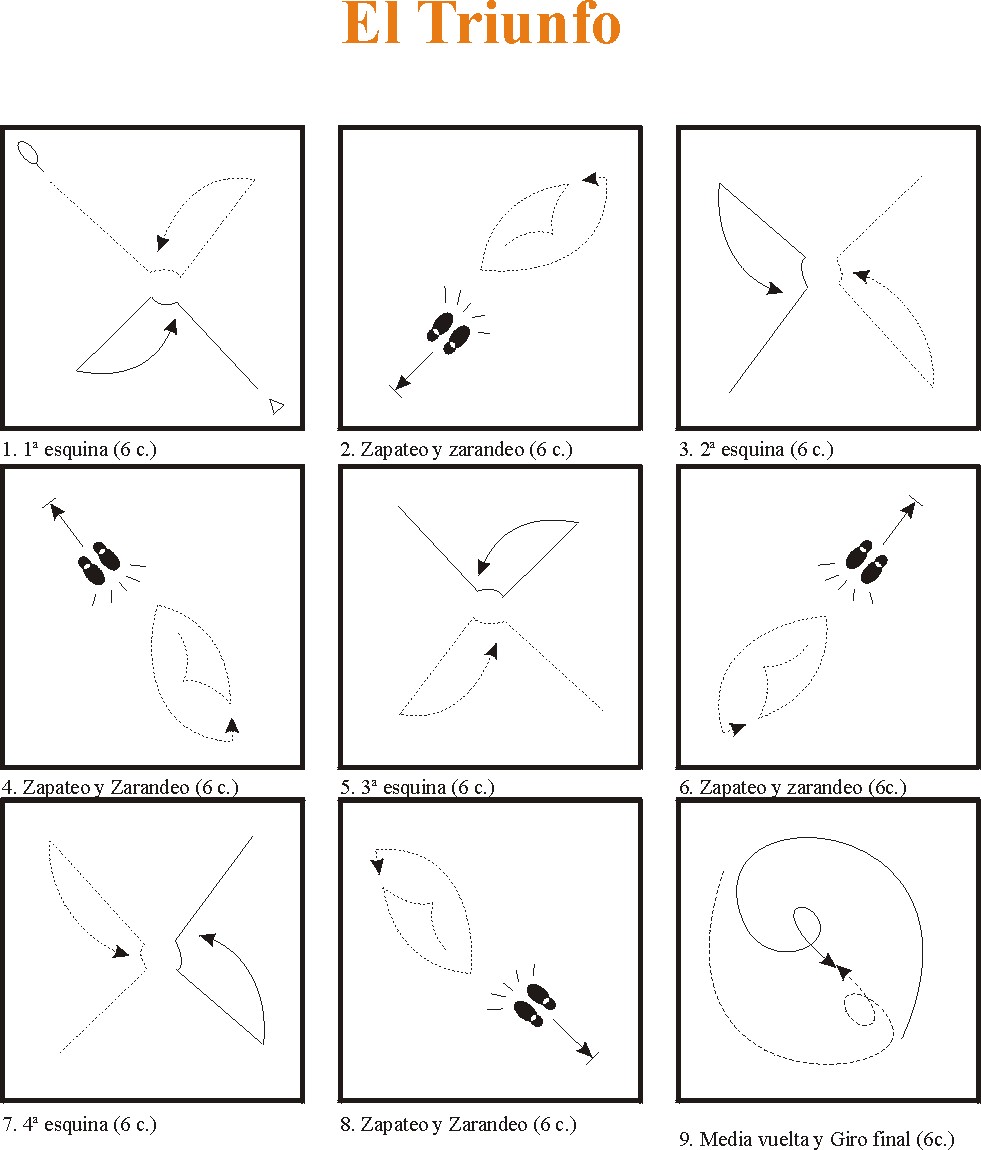 El Triunfo
1. 1ª esquina (6 c.)
2. Zapateo y zarandeo (6 c.)
3. 2ª esquina (6 c.)
4. Zapateo y Zarandeo (6 c.)
5. 3ª esquina (6 c.)
6. Zapateo y zarandeo (6c.)
7. 4ª esquina (6 c.)
8. Zapateo y Zarandeo (6 c.)
9. Media vuelta y Giro final (6c.)